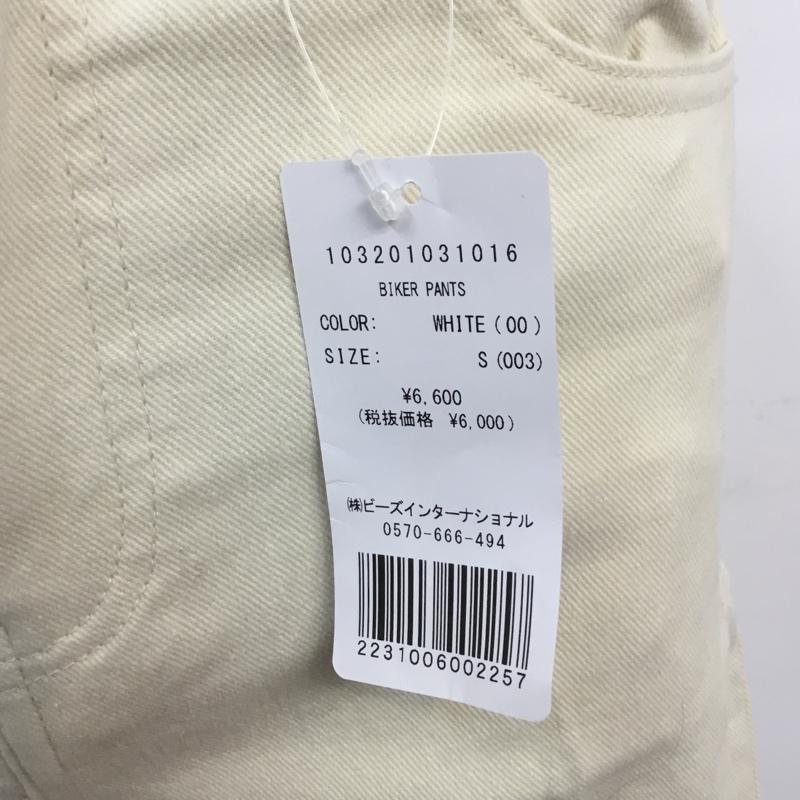 103201031016
BIKER PANTS
COLOR: WHITE(00)
SIZE: S(003)
¥6,600
(税抜価格 ¥6,000)
㈱ビーズインターナショナル
0570-666-494
2231006002257